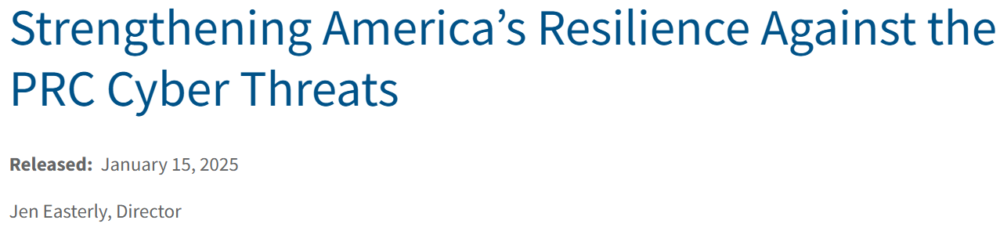 Strengthening America’s Resilience Against the
PRC Cyber Threats
Released: January 15, 2025
Jen Easterly, Director